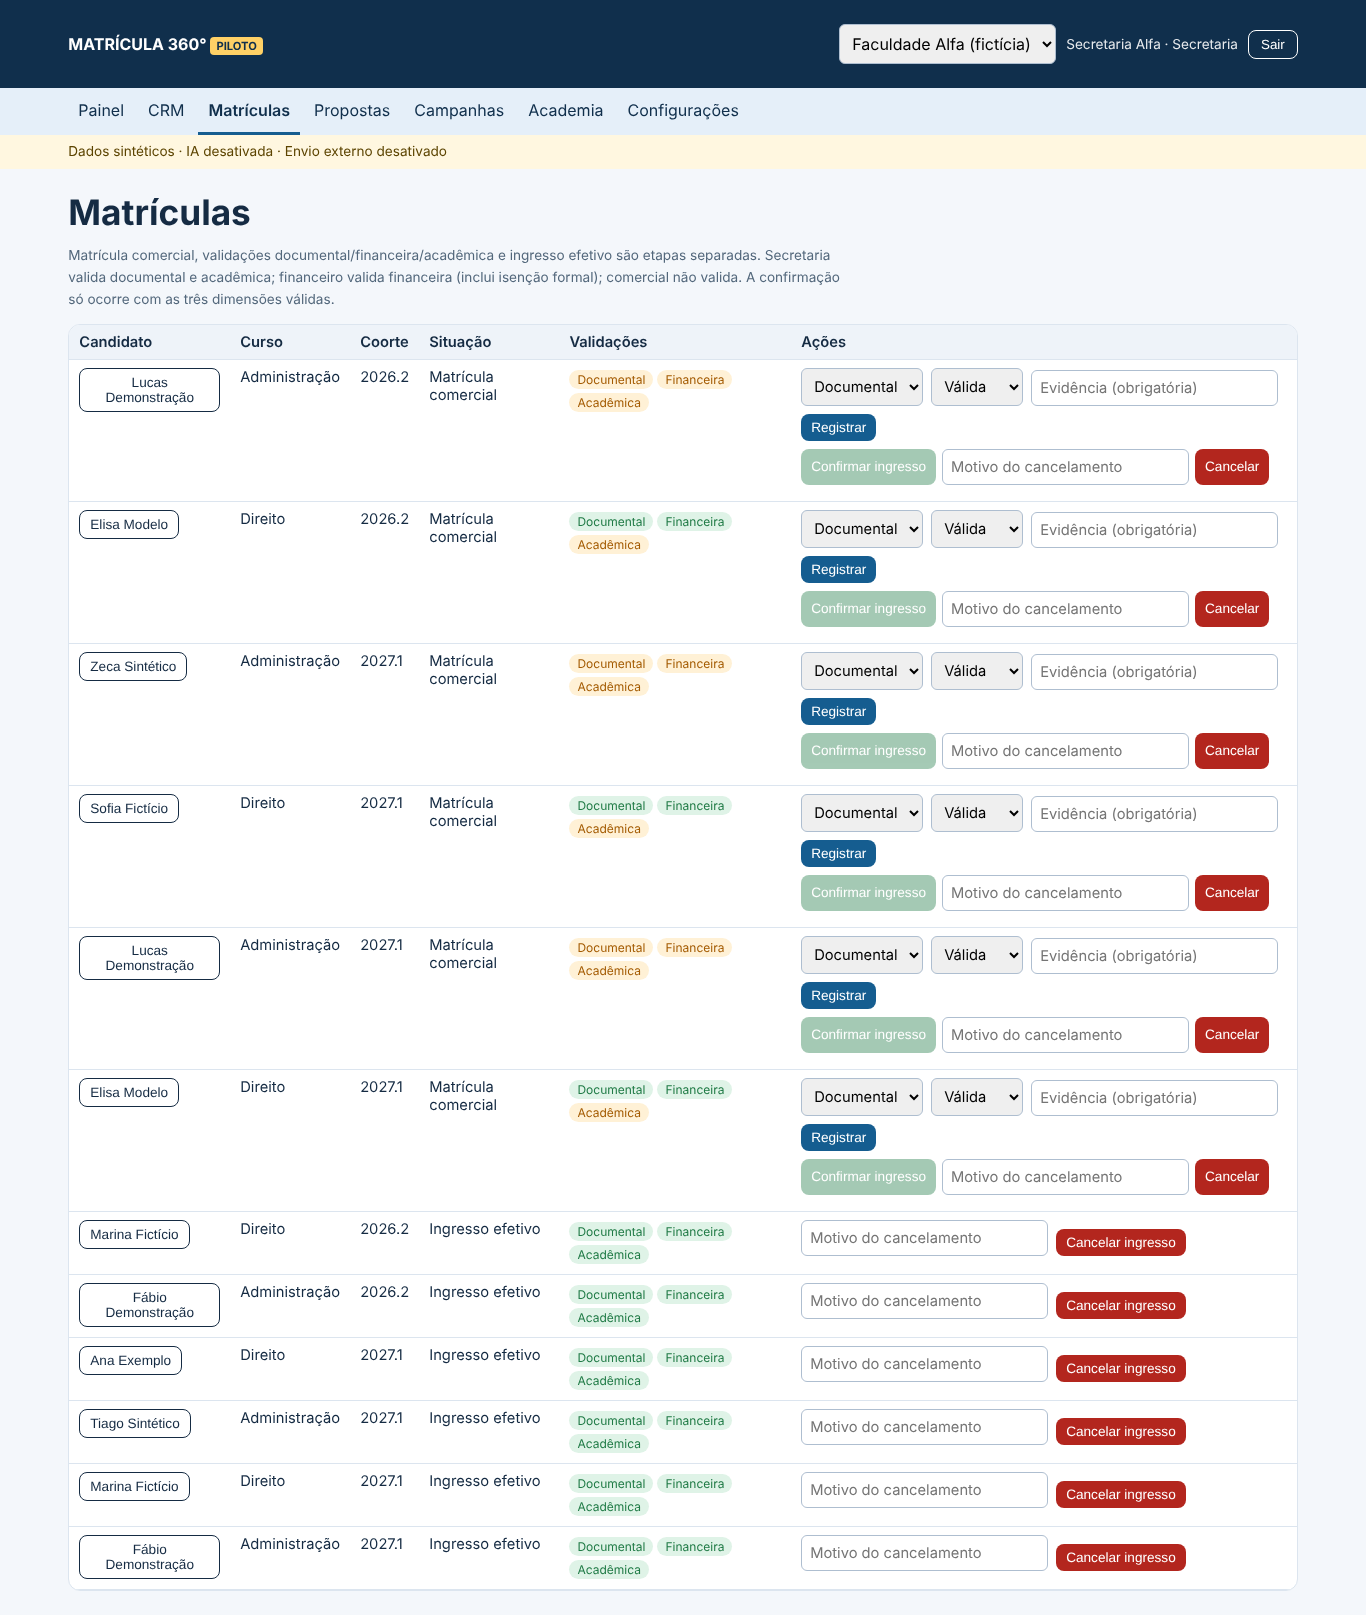 MATRÍCULA 360° PILOTO
Faculdade Alfa (fictícia)
Secretaria Alfa · Secretaria
Sair
Painel CRM Matrículas Propostas Campanhas Academia Configurações
Dados sintéticos · IA desativada · Envio externo desativado
Matrículas
Matrícula comercial, validações documental/financeira/acadêmica e ingresso efetivo são etapas separadas. Secretaria
valida documental e acadêmica; financeiro valida financeira (inclui isenção formal); comercial não valida. A confirmação
só ocorre com as três dimensões válidas.
Candidato Curso Coorte Situação Validações Ações
Lucas
Demonstração
Administração
2026.2
Matrícula
comercial
Documental Financeira
Acadêmica
Documental Válida Evidência (obrigatória)
Registrar
Confirmar ingresso Motivo do cancelamento Cancelar
Elisa Modelo
Direito
2026.2
Matrícula
comercial
Documental Financeira
Acadêmica
Documental Válida Evidência (obrigatória)
Registrar
Confirmar ingresso Motivo do cancelamento Cancelar
Zeca Sintético
Administração
2027.1
Matrícula
comercial
Documental Financeira
Acadêmica
Documental Válida Evidência (obrigatória)
Registrar
Confirmar ingresso Motivo do cancelamento Cancelar
Sofia Fictício
Direito
2027.1
Matrícula
comercial
Documental Financeira
Acadêmica
Documental Válida Evidência (obrigatória)
Registrar
Confirmar ingresso Motivo do cancelamento Cancelar
Lucas
Demonstração
Administração
2027.1
Matrícula
comercial
Documental Financeira
Acadêmica
Documental Válida Evidência (obrigatória)
Registrar
Confirmar ingresso Motivo do cancelamento Cancelar
Elisa Modelo
Direito
2027.1
Matrícula
comercial
Documental Financeira
Acadêmica
Documental Válida Evidência (obrigatória)
Registrar
Confirmar ingresso Motivo do cancelamento Cancelar
Marina Fictício
Direito
2026.2
Ingresso efetivo
Documental Financeira
Acadêmica
Motivo do cancelamento Cancelar ingresso
Fábio
Demonstração
Administração
2026.2
Ingresso efetivo
Documental Financeira
Acadêmica
Motivo do cancelamento Cancelar ingresso
Ana Exemplo
Direito
2027.1
Ingresso efetivo
Documental Financeira
Acadêmica
Motivo do cancelamento Cancelar ingresso
Tiago Sintético
Administração
2027.1
Ingresso efetivo
Documental Financeira
Acadêmica
Motivo do cancelamento Cancelar ingresso
Marina Fictício
Direito
2027.1
Ingresso efetivo
Documental Financeira
Acadêmica
Motivo do cancelamento Cancelar ingresso
Fábio
Demonstração
Administração
2027.1
Ingresso efetivo
Documental Financeira
Acadêmica
Motivo do cancelamento Cancelar ingresso